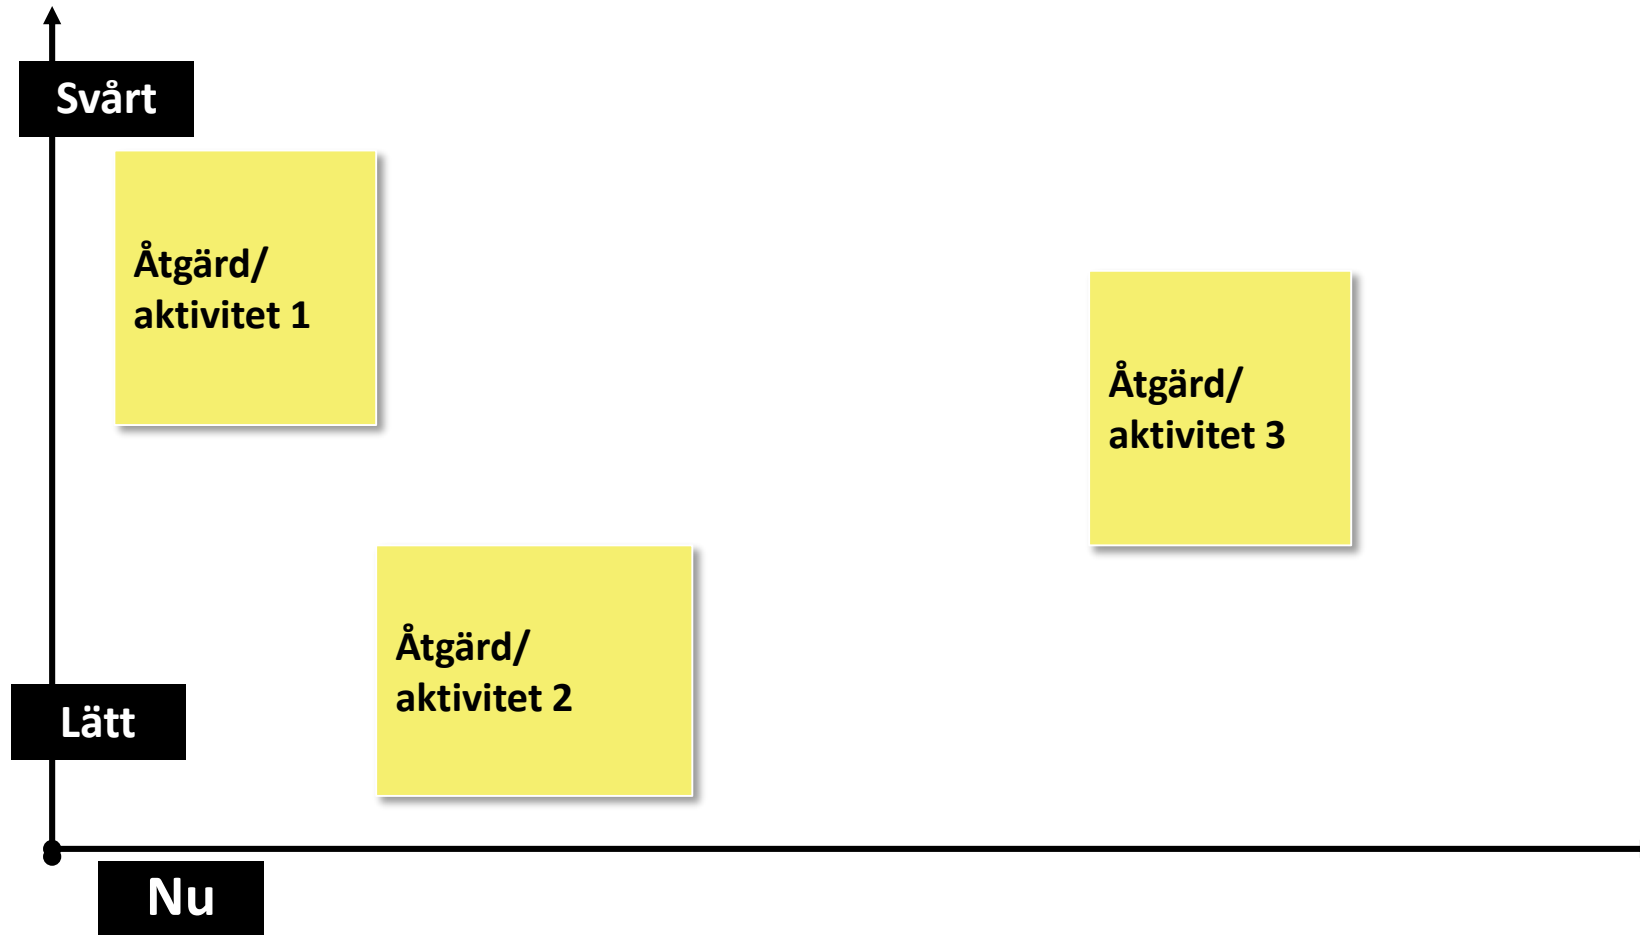 Svårt
Åtgärd/
aktivitet 1
Åtgärd/
aktivitet 3
Åtgärd/
aktivitet 2
Lätt
Nu